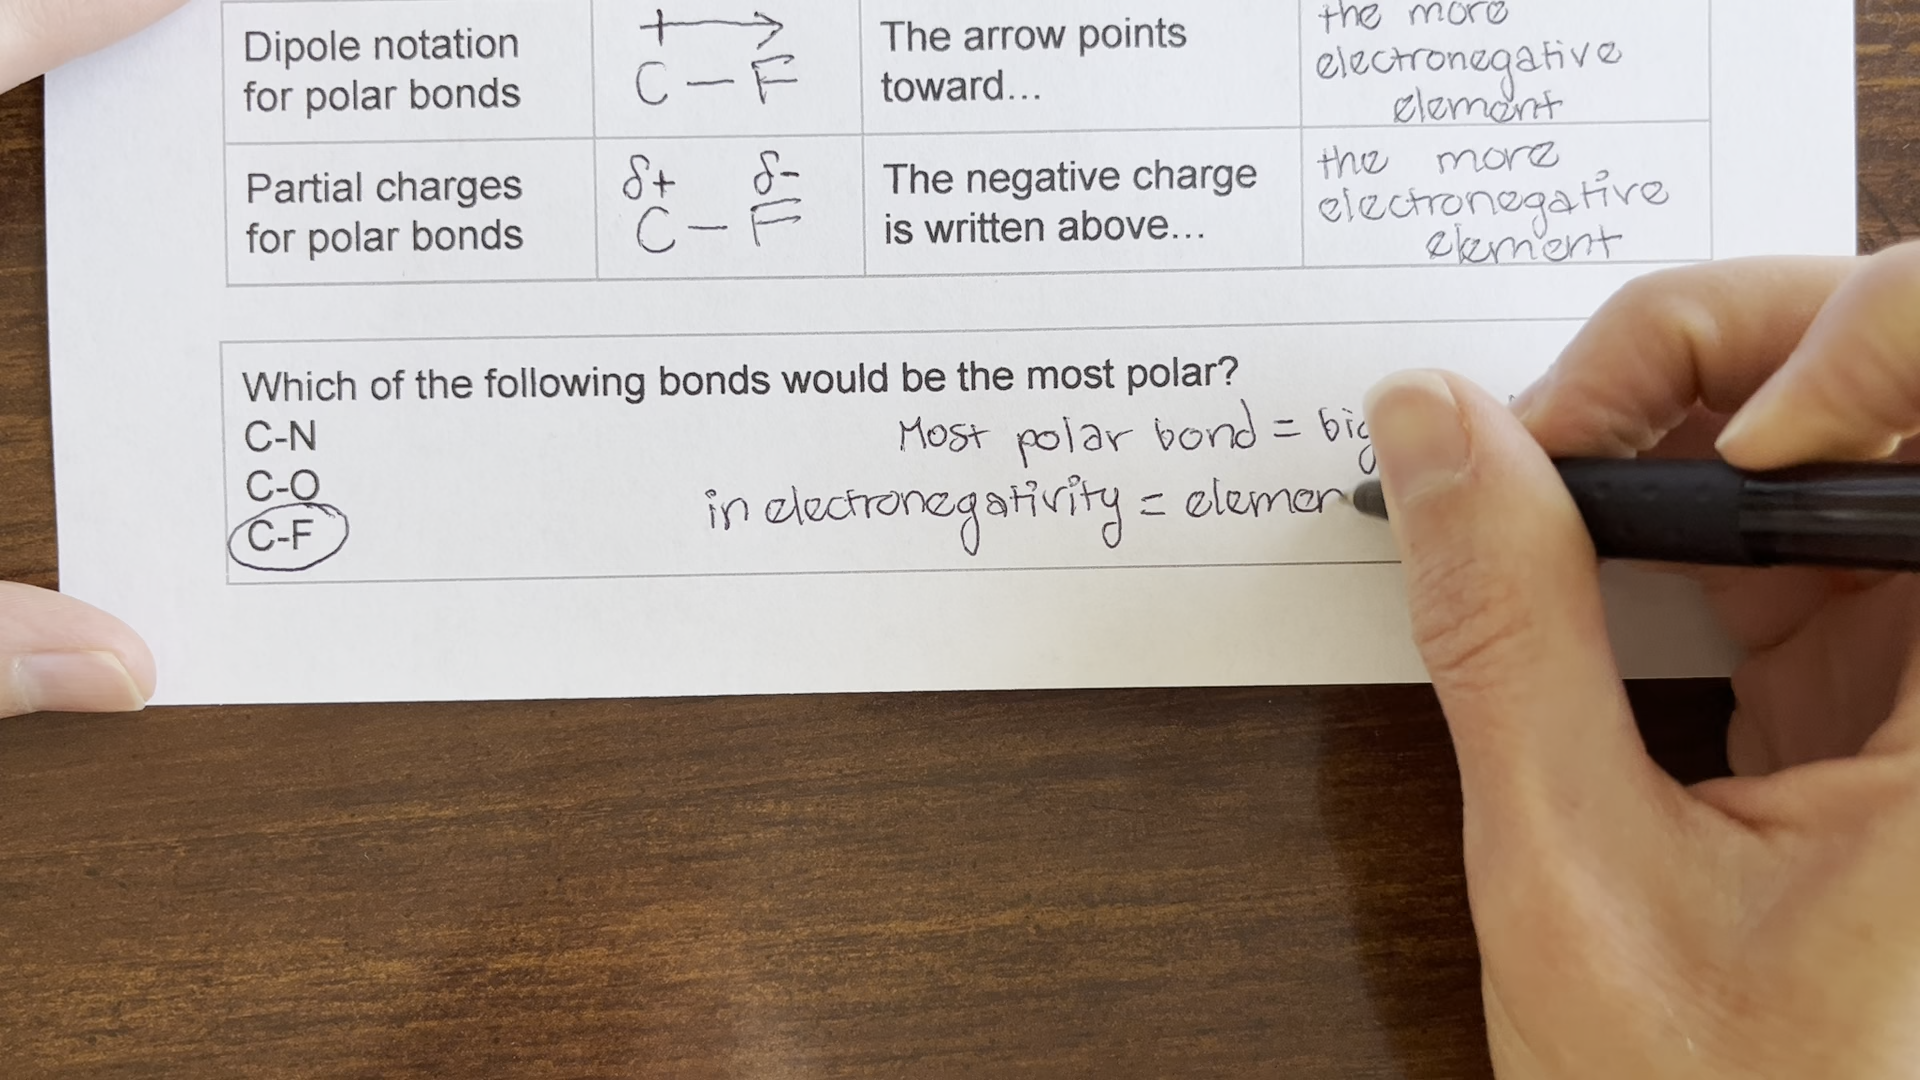 Dipole notation
for polar bonds
C – F
The arrow points
toward...
the more
electronegative
element
Partial charges
for polar bonds
δ+ δ-
C – F
The negative charge
is written above...
the more
electronegative
element
Which of the following bonds would be the most polar?
C-N
C-O
C-F
Most polar bond = big
in electronegativity = elemen